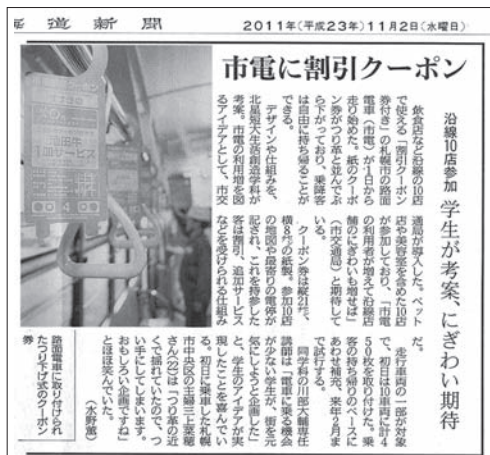 海道新聞
2011年(平成23年)11月2日(水曜日)
市電に割引クーポン
沿線10店参加
学生が考案、にぎわい期待
飲食店など沿線の10店
で使える「割引クーポン
券付き」の札幌市の路面
電車(市電)が1日から
走り始めた。紙のクーポ
ン券がつり革と並んでぶ
ら下がっており、乗降客
は自由に持ち帰ることが
できる。
デザインや仕組みを、
北星短大生活創造学科が
考案。市電の利用増を図
るアイデアとして、市交
通局が導入した。ペット
店や美容室を含めた10店
が参加しており、「市電
の利用者が増えて沿線店
舗のにぎわいも増せば」
(市交通局)と期待して
いる。
クーポン券は縦21㌢、
横8㌢の紙製。参加10店
の地図や最寄りの電停が
記され、これを持参した
客は割引、追加サービス
などを受けられる仕組み
だ。
走行車両の一部が対象
で、初日は10車両に計4
50枚を取り付けた。乗
客の持ち帰りのペースに
あわせ補充、来年2月ま
で試行する。
同学科の川部大輔専任
講師は「電車に乗る機会
が少ない学生が、街を元
気にしようと企画した」
と、学生のアイデアが実
現したことを喜んでい
る。初日に乗車した札幌
市中央区の主婦三上菜穂
さん(52)は「つり革の近
くで揺れていたので、つ
い手にしてしまいます。
おもしろい企画ですね」
とほほ笑んでいた。
(水野薫)
路面電車に取り付けられ
たつり下げ式のクーポン
券